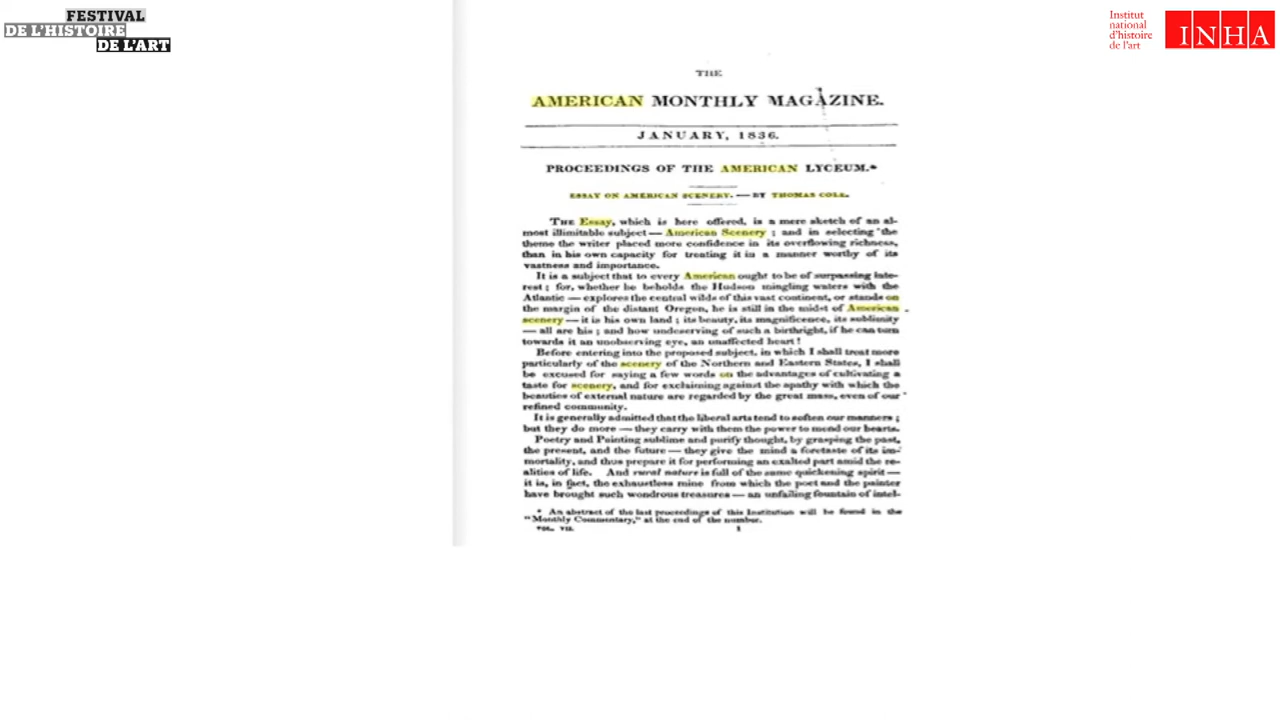 FESTIVAL
DE L'HISTOIRE
DE L'ART
Institut
national
d'histoire
de l'art
INHA
THE
AMERICAN MONTHLY MAGAZINE.
JANUARY, 1836.
PROCEEDINGS OF THE AMERICAN LYCEUM.*
ESSAY ON AMERICAN SCENERY.—BY THOMAS COLE.
THE Essay, which is here offered, is a mere sketch of an al-
most illimitable subject — American Scenery ; and in selecting the
theme the writer placed more confidence in its overflowing richness,
than in his own capacity for treating it in a manner worthy of its
vastness and importance.
It is a subject that to every American ought to be of surpassing inte-
rest ; for, whether he beholds the Hudson mingling waters with the
Atlantic — explores the central wilds of this vast continent, or stands on
the margin of the distant Oregon, he is still in the midst of American
scenery — it is his own land ; its beauty, its magnificence, its sublimity
— all are his ; and how undeserving of such a birthright, if he can turn
towards it an unobserving eye, an unaffected heart !
Before entering into the proposed subject, in which I shall treat more
particularly of the scenery of the Northern and Eastern States, I shall
be excused for saying a few words on the advantages of cultivating a
taste for scenery, and for exclaiming against the apathy with which the
beauties of external nature are regarded by the great mass, even of our
refined community.
It is generally admitted that the liberal arts tend to soften our manners ;
but they do more — they carry with them the power to mend our hearts.
Poetry and Painting sublime and purify thought, by grasping the past,
the present, and the future — they give the mind a foretaste of its im-
mortality, and thus prepare it for performing an exalted part amid the re-
alities of life. And rural nature is full of the same quickening spirit —
it is, in fact, the exhaustless mine from which the poet and the painter
have brought such wondrous treasures — an unfailing fountain of intel-
* An abstract of the last proceedings of this Institution will be found in the
"Monthly Commentary," at the end of the number.
VOL. VII. 1